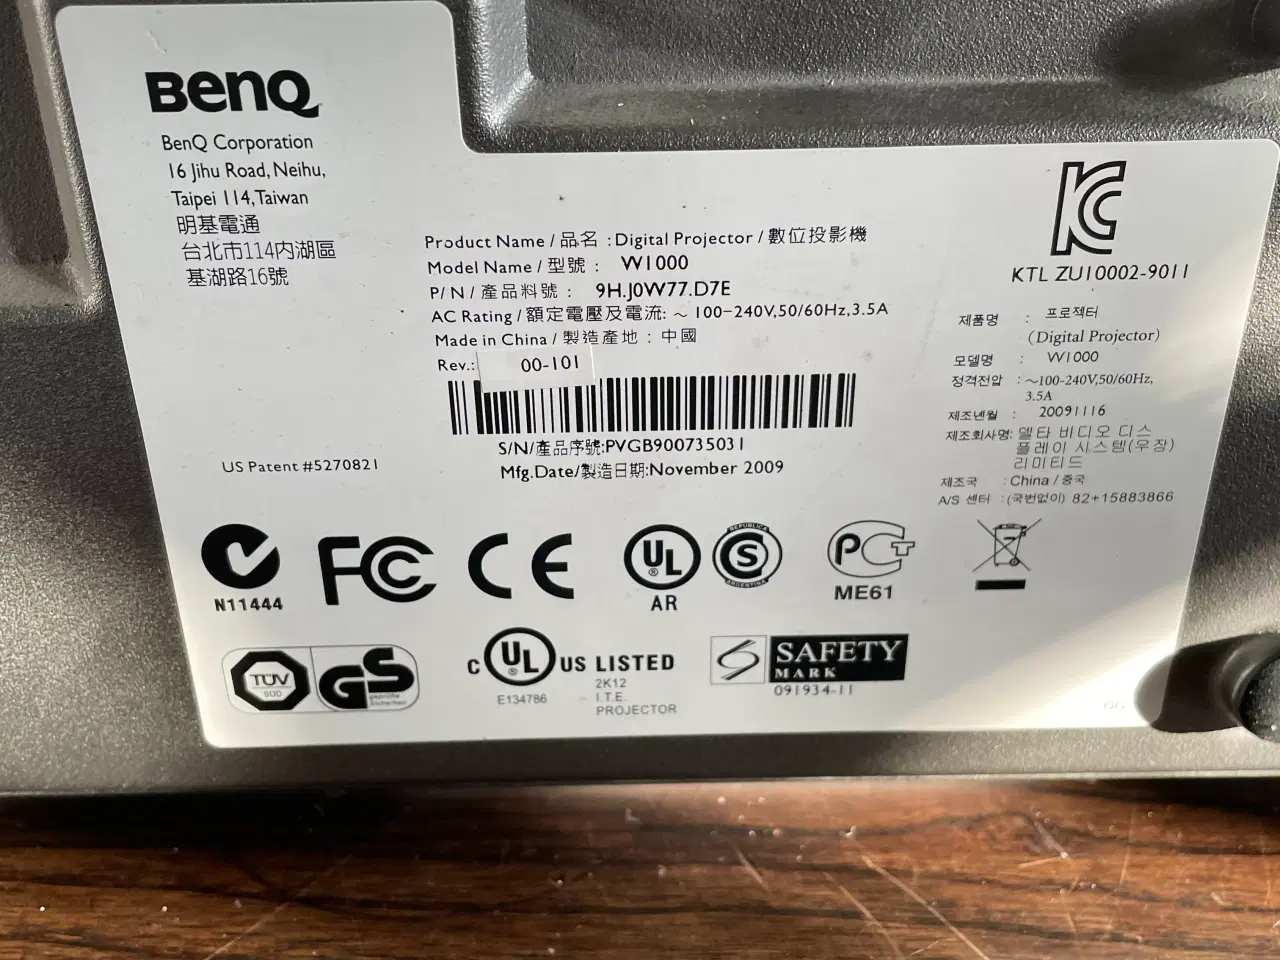 BenQ
BenQ Corporation
16 Jihu Road, Neihu,
Taipei 114,Taiwan
明基電通
台北市114內湖區
基湖路16號
Product Name / 品名 :Digital Projector / 數位投影機
Model Name / 型號 : W1000
P/N / 產品料號 : 9H.J0W77.D7E
AC Rating / 額定電壓及電流: ~ 100-240V,50/60Hz,3.5A
Made in China / 製造產地 : 中國
Rev.: 00-101
S/N/產品序號:PVGB900735031
Mfg.Date/製造日期:November 2009
US Patent #5270821
KC
KTL ZU10002-9011
제품명 : 프로젝터
(Digital Projector)
모델명 : W1000
정격전압 : ~100-240V,50/60Hz,
3.5A
제조년월 : 20091116
제조회사명: 델타 비디오 디스
플레이 시스템(우장)
리미티드
제조국 : China / 중국
A/S 센터 : (국번없이) 82+15883866
N11444
FC
CE
UL
®
AR
REPUBLICA
S
ARGENTINA
PCT
ME61
TÜV
SÜD
GS
geprüfte
Sicherheit
C UL US LISTED
®
E134786
2K12
I.T.E.
PROJECTOR
S SAFETY
MARK
091934-11